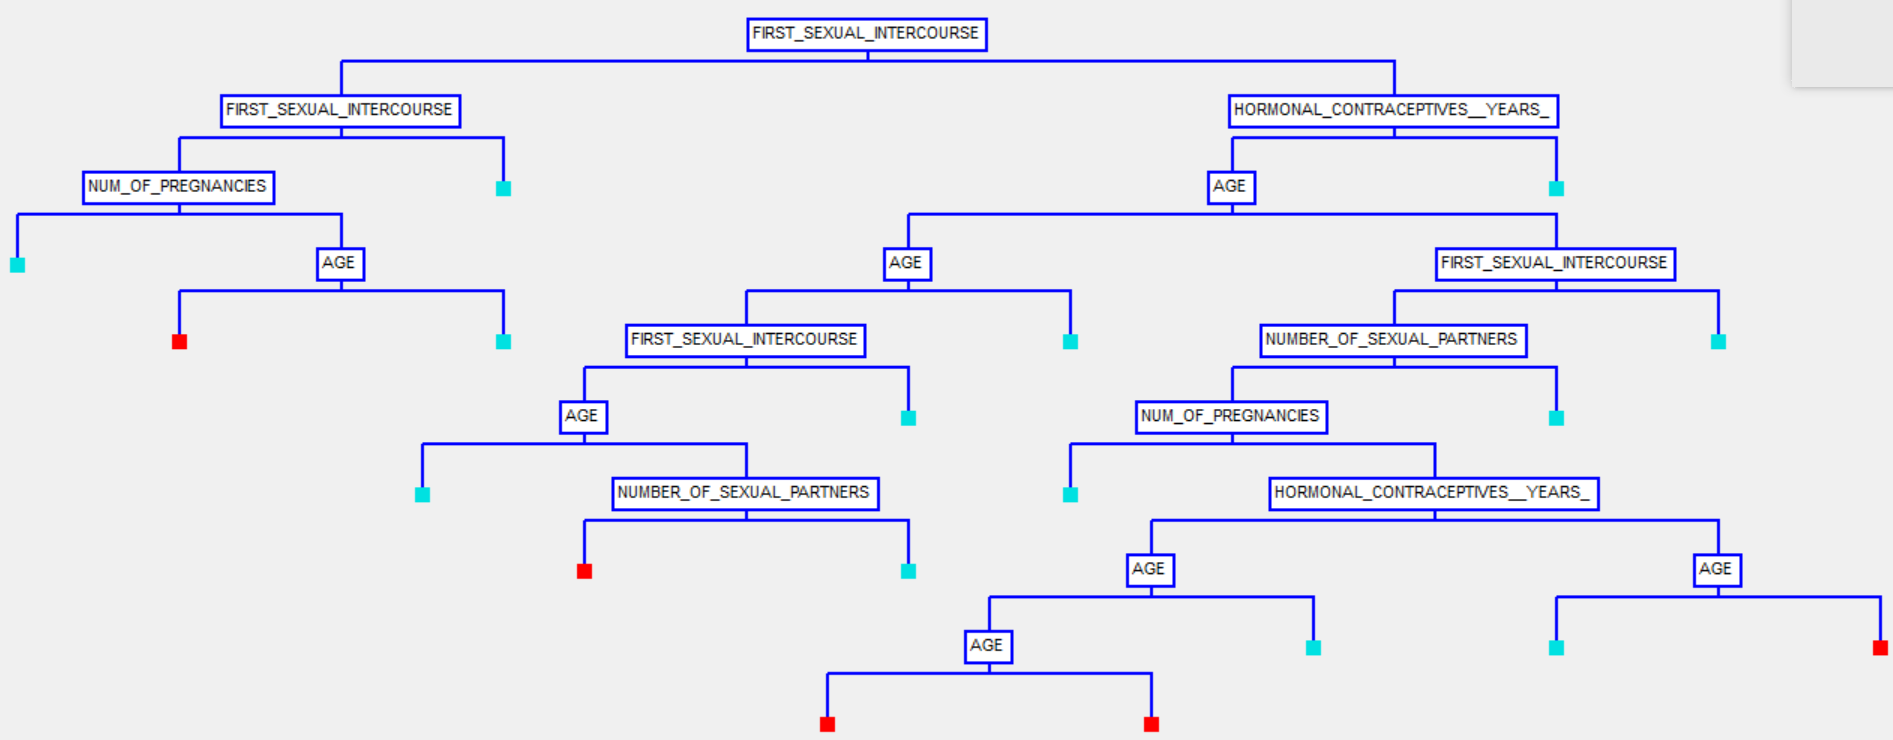 FIRST_SEXUAL_INTERCOURSE
FIRST_SEXUAL_INTERCOURSE
HORMONAL_CONTRACEPTIVES__YEARS_
NUM_OF_PREGNANCIES
AGE
AGE
AGE
FIRST_SEXUAL_INTERCOURSE
FIRST_SEXUAL_INTERCOURSE
NUMBER_OF_SEXUAL_PARTNERS
AGE
NUM_OF_PREGNANCIES
NUMBER_OF_SEXUAL_PARTNERS
HORMONAL_CONTRACEPTIVES__YEARS_
AGE
AGE
AGE